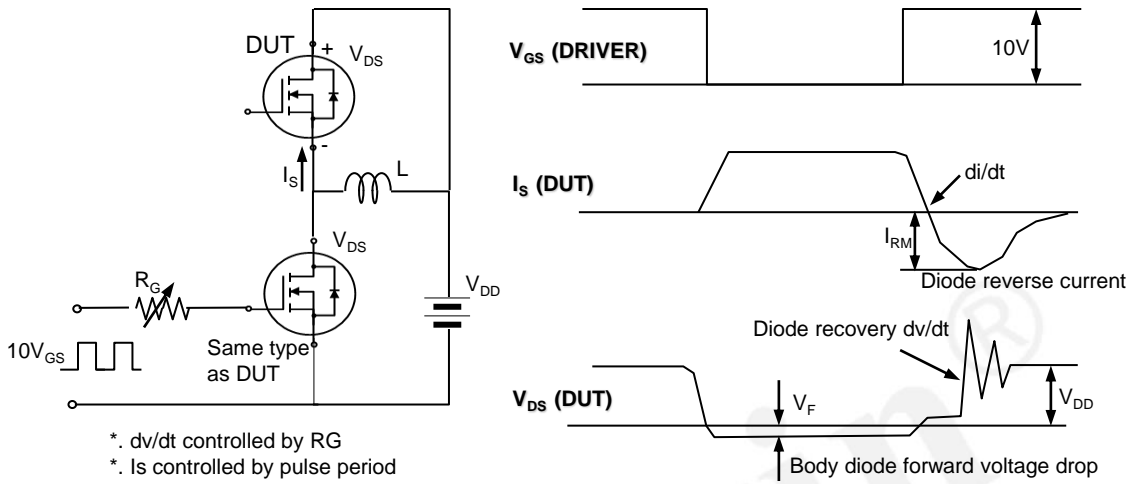 DUT
+
V_DS
-
I_S
L
V_DS
R_G
V_DD
10V_GS
Same type
as DUT
*. dv/dt controlled by RG
*. Is controlled by pulse period
V_GS (DRIVER)
10V
I_S (DUT)
di/dt
I_RM
Diode reverse current
Diode recovery dv/dt
V_DS (DUT)
V_F
V_DD
Body diode forward voltage drop
®
in